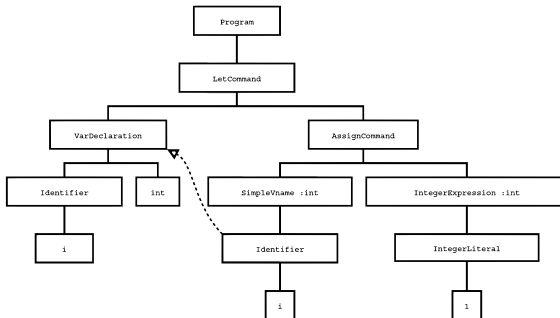 Program
LetCommand
VarDeclaration
AssignCommand
Identifier
int
SimpleVname :int
IntegerExpression :int
i
Identifier
IntegerLiteral
i
1